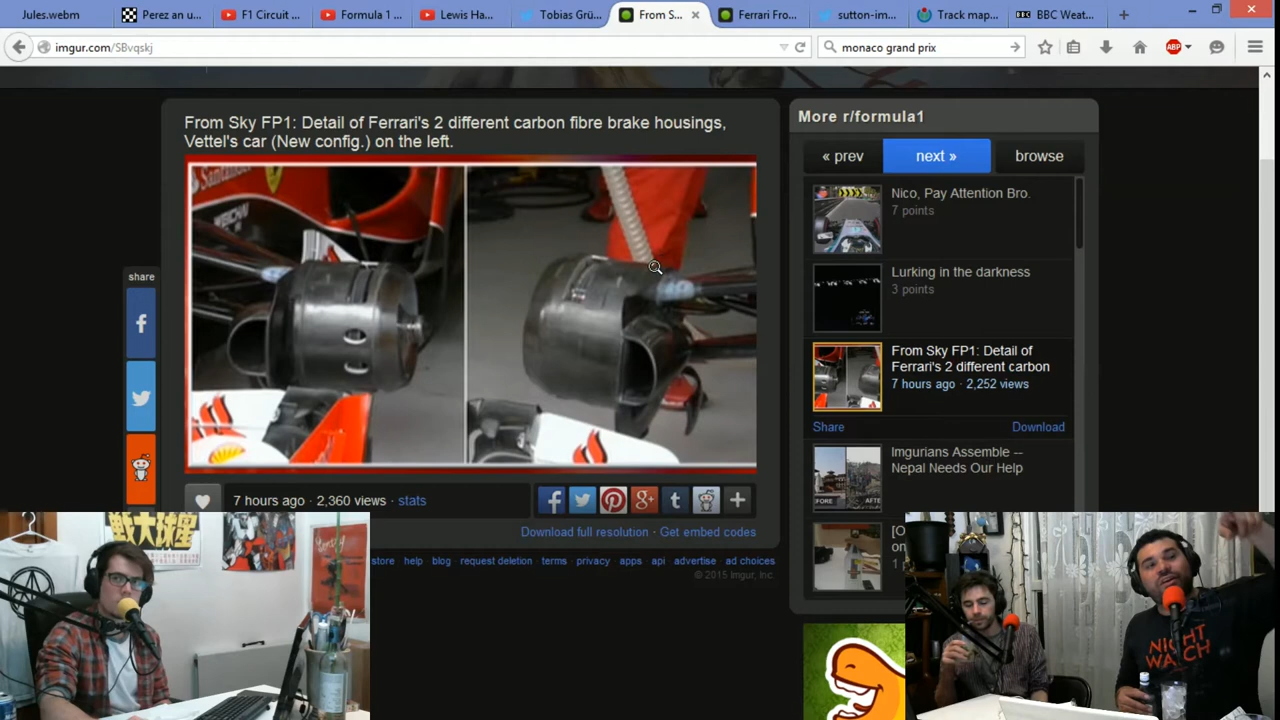 Jules.webm
Perez an u...
F1 Circuit ...
Formula 1 ...
Lewis Ha...
Tobias Grü...
From S...
Ferrari Fro...
sutton-im...
Track map...
BBC Weat...
imgur.com/SBvqskj
monaco grand prix
ABP
From Sky FP1: Detail of Ferrari's 2 different carbon fibre brake housings,
Vettel's car (New config.) on the left.
Santander
share
7 hours ago · 2,360 views · stats
Download full resolution · Get embed codes
store help blog request deletion terms privacy apps api advertise ad choices
© 2015 Imgur, Inc
More r/formula1
« prev
next »
browse
Nico, Pay Attention Bro.
7 points
Lurking in the darkness
3 points
From Sky FP1: Detail of
Ferrari's 2 different carbon
7 hours ago · 2,252 views
Share
Download
Imgurians Assemble --
Nepal Needs Our Help
NIGHT
WATCH